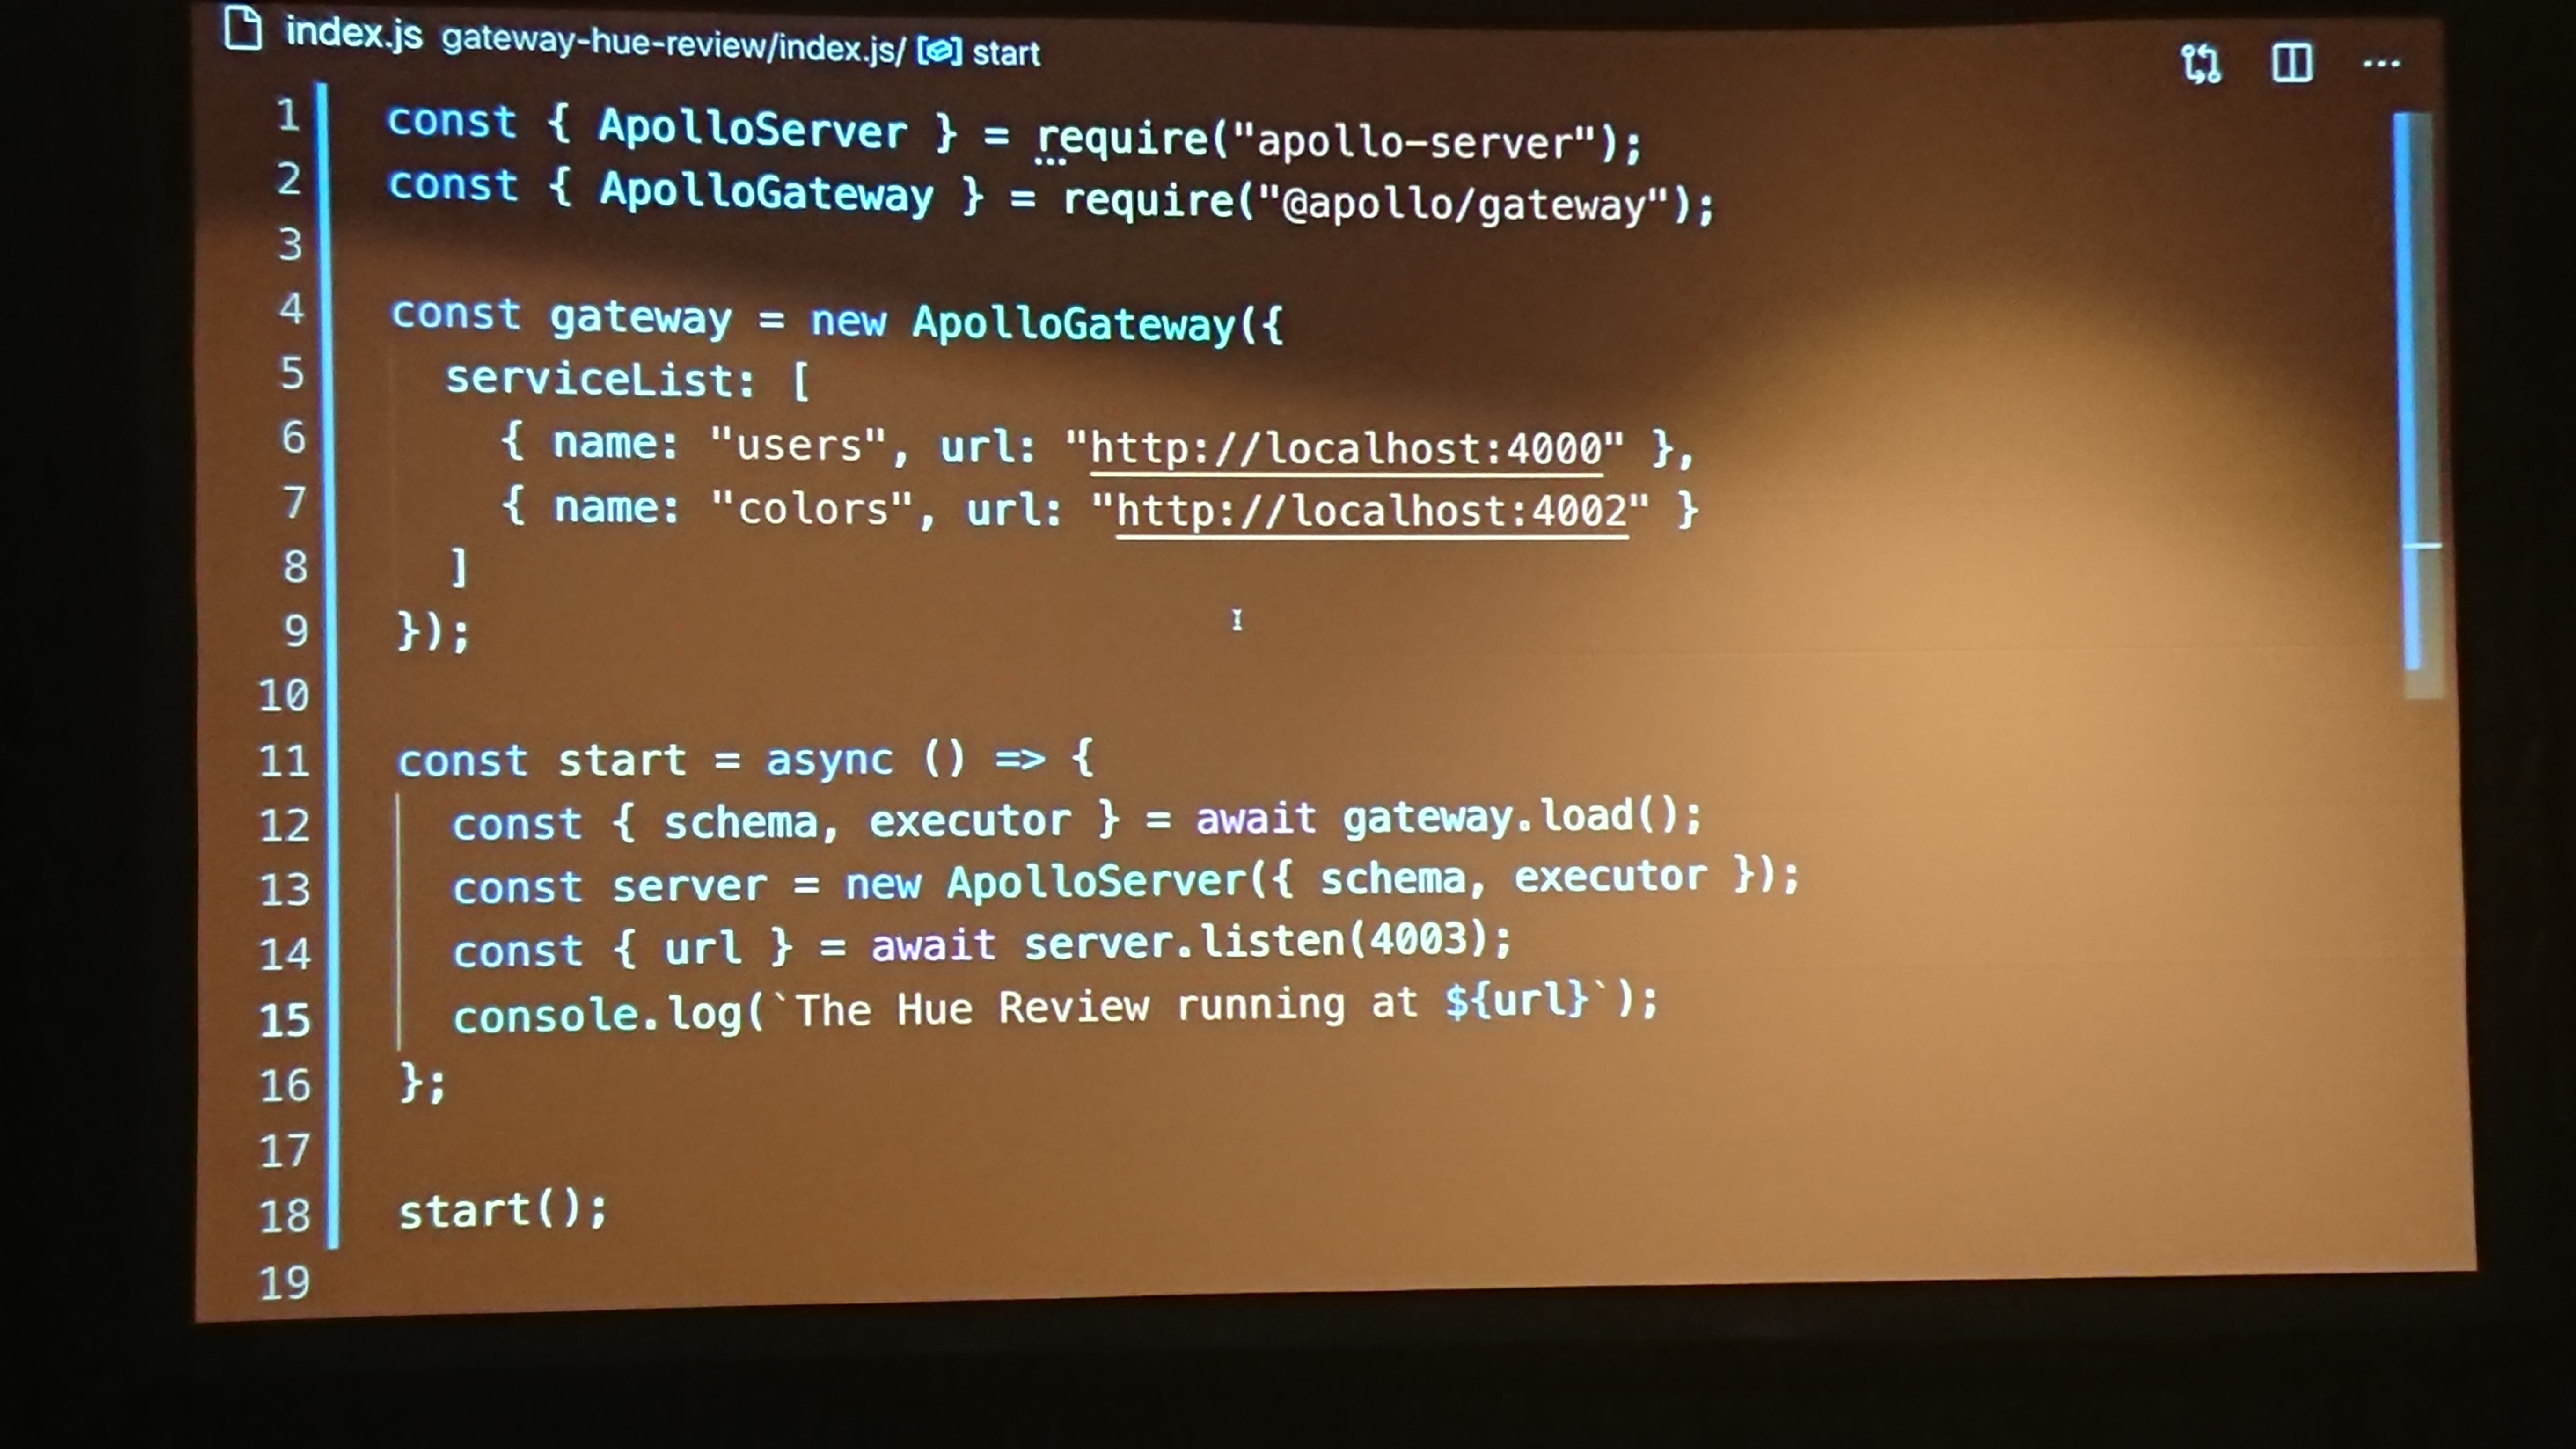 index.js gateway-hue-review/index.js/ start
1 const { ApolloServer } = require("apollo-server");
2 const { ApolloGateway } = require("@apollo/gateway");
3
4 const gateway = new ApolloGateway({
5   serviceList: [
6     { name: "users", url: "http://localhost:4000" },
7     { name: "colors", url: "http://localhost:4002" }
8   ]
9 });
10
11 const start = async () => {
12   const { schema, executor } = await gateway.load();
13   const server = new ApolloServer({ schema, executor });
14   const { url } = await server.listen(4003);
15   console.log(`The Hue Review running at ${url}`);
16 };
17
18 start();
19